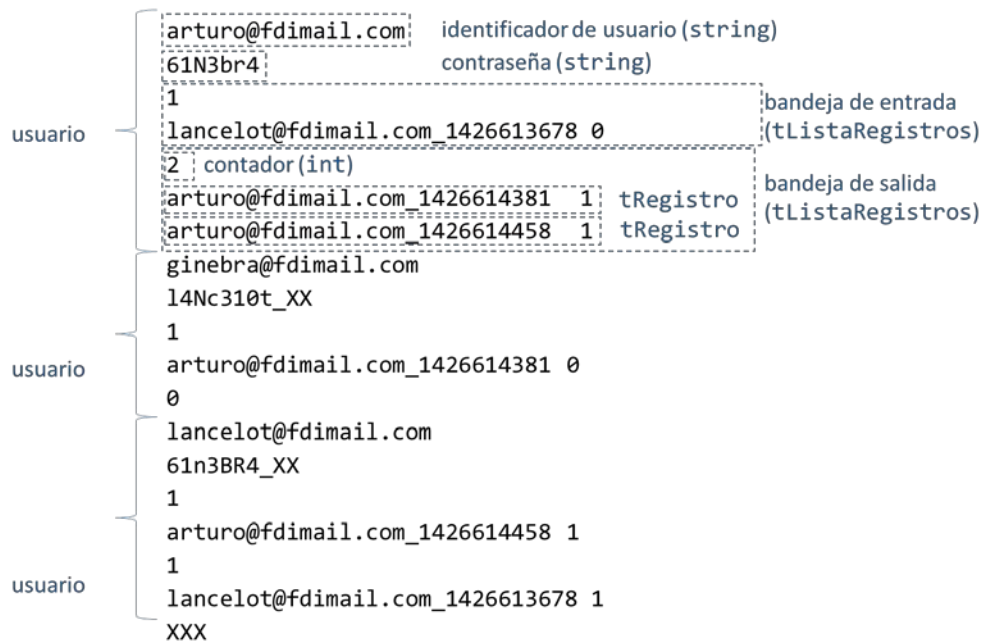 arturo@fdimail.com identificador de usuario (string)
61N3br4 contraseña (string)
1
bandeja de entrada
usuario lancelot@fdimail.com_1426613678 0 (tListaRegistros)
2 contador (int)
bandeja de salida
arturo@fdimail.com_1426614381 1 tRegistro
(tListaRegistros)
arturo@fdimail.com_1426614458 1 tRegistro
ginebra@fdimail.com
l4Nc310t_XX
1
usuario arturo@fdimail.com_1426614381 0
0
lancelot@fdimail.com
61n3BR4_XX
1
arturo@fdimail.com_1426614458 1
1
usuario lancelot@fdimail.com_1426613678 1
XXX